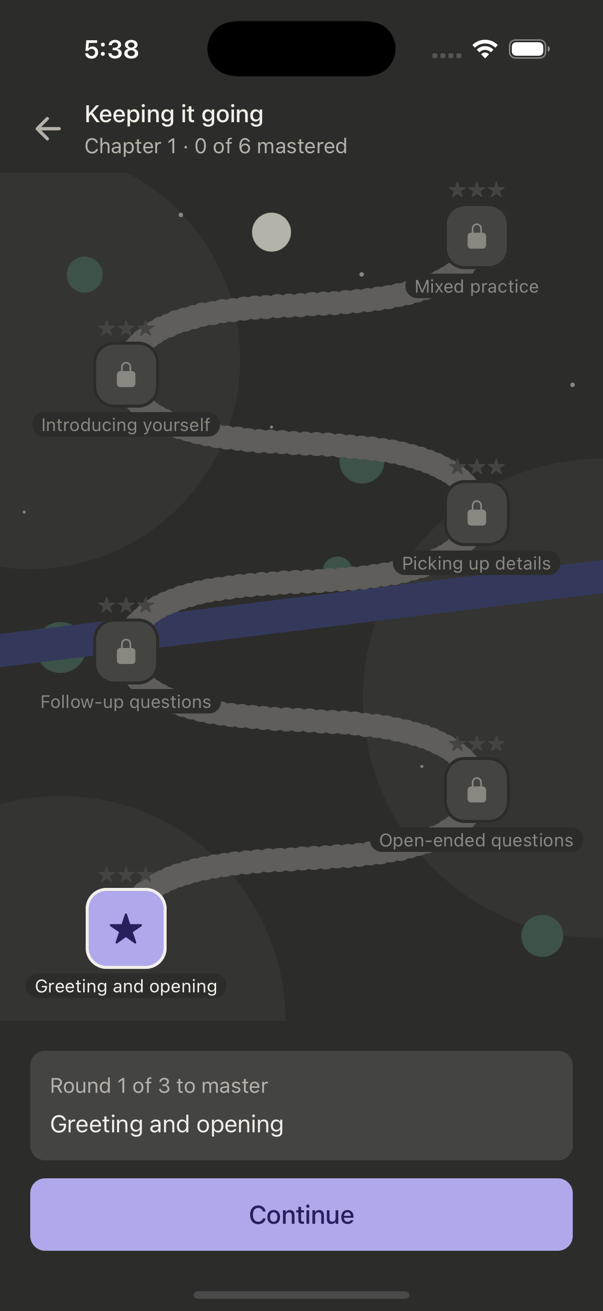 5:38
Keeping it going
Chapter 1 · 0 of 6 mastered
Mixed practice
Introducing yourself
Picking up details
Follow-up questions
Open-ended questions
Greeting and opening
Round 1 of 3 to master
Greeting and opening
Continue